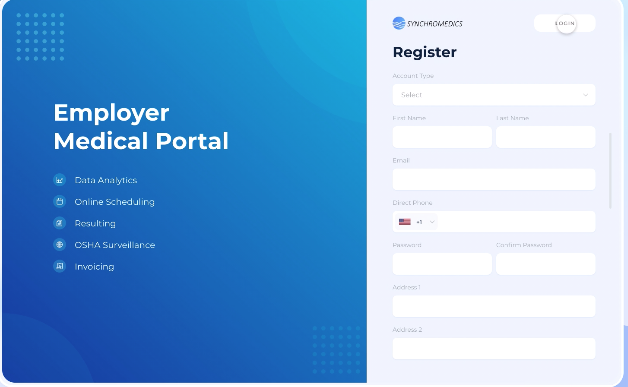 Employer
Medical Portal
Data Analytics
Online Scheduling
Resulting
OSHA Surveillance
Invoicing
SYNCHROMEDICS
LOGIN
Register
Account Type
Select
First Name
Last Name
Email
Direct Phone
+1
Password
Confirm Password
Address 1
Address 2